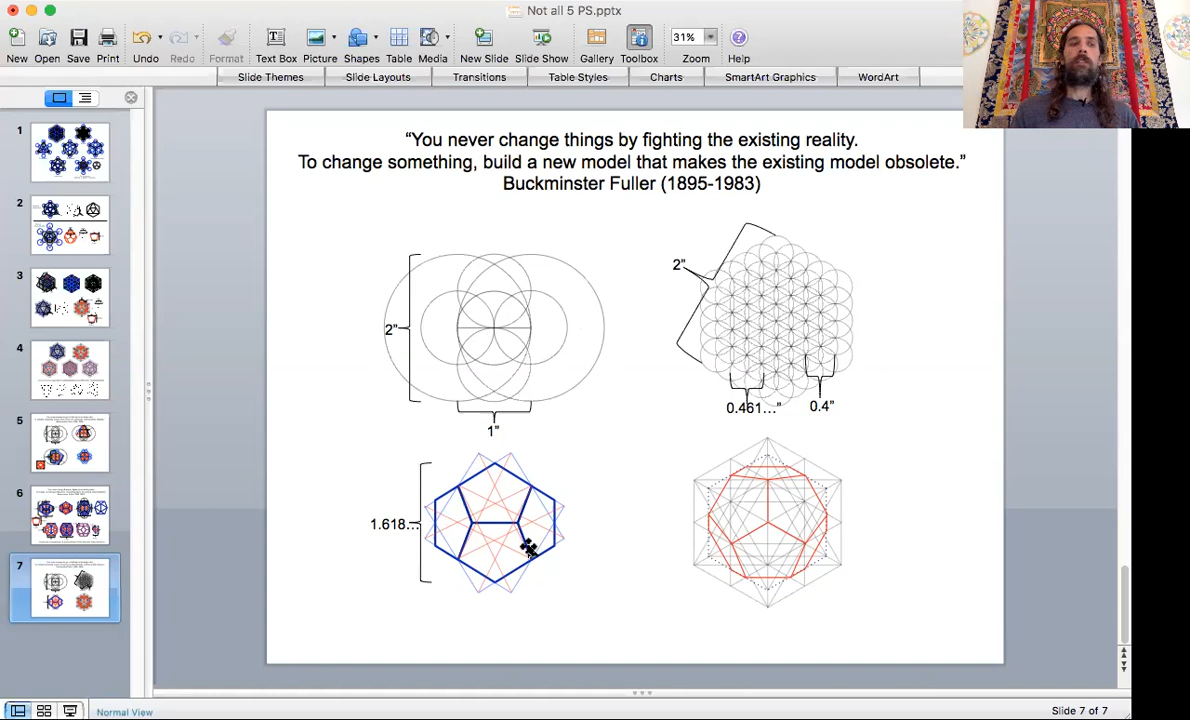 Not all 5 PS.pptx
New Open Save Print Undo Redo Format Text Box Picture Shapes Table Media New Slide Slide Show Gallery Toolbox 31% Zoom Help
Slide Themes Slide Layouts Transitions Table Styles Charts SmartArt Graphics WordArt
1
2
3
4
5
6
7
“You never change things by fighting the existing reality.
To change something, build a new model that makes the existing model obsolete.”
Buckminster Fuller (1895-1983)
2”
1”
2”
0.461…”
0.4”
1.618…
Normal View
Slide 7 of 7